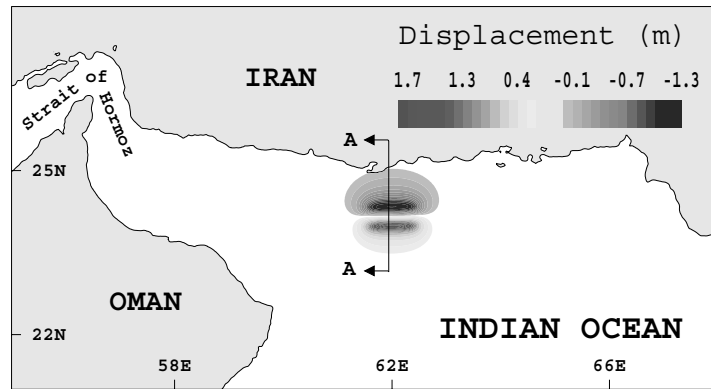 Displacement (m)
1.7 1.3 0.4 -0.1 -0.7 -1.3
IRAN
Strait of
Hormoz
A
25N
A
OMAN
22N
INDIAN OCEAN
58E 62E 66E